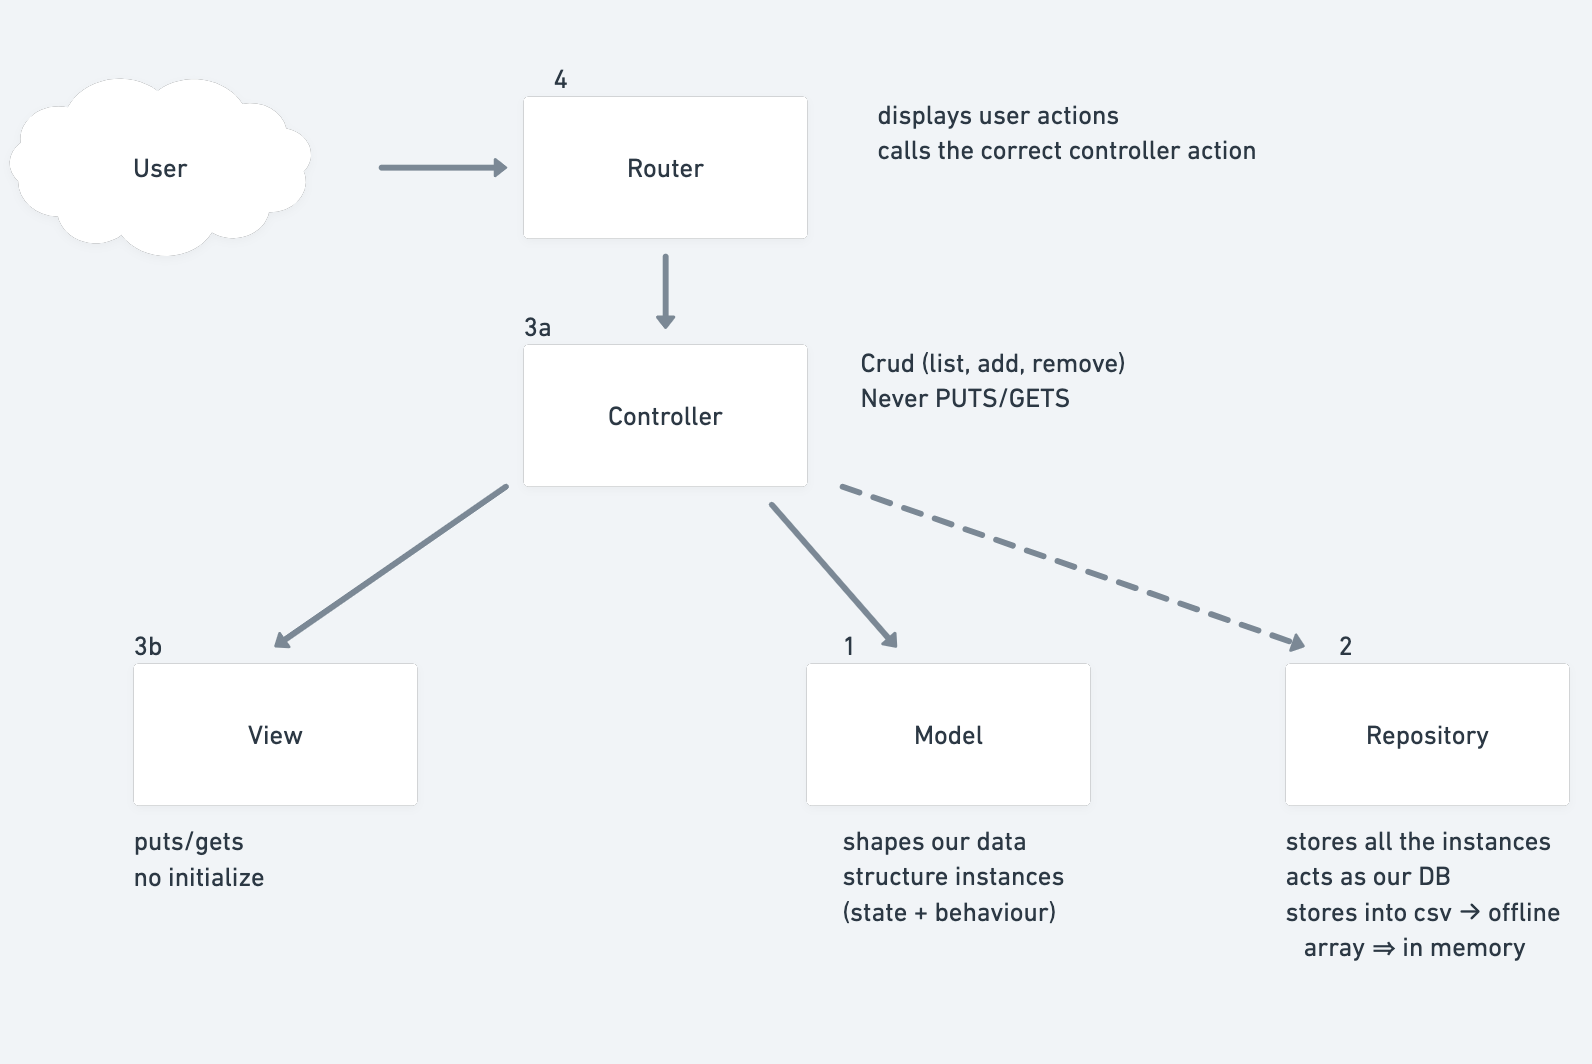 4
User
Router
displays user actions
calls the correct controller action
3a
Controller
Crud (list, add, remove)
Never PUTS/GETS
3b
View
puts/gets
no initialize
1
Model
shapes our data
structure instances
(state + behaviour)
2
Repository
stores all the instances
acts as our DB
stores into csv → offline
array ⇒ in memory